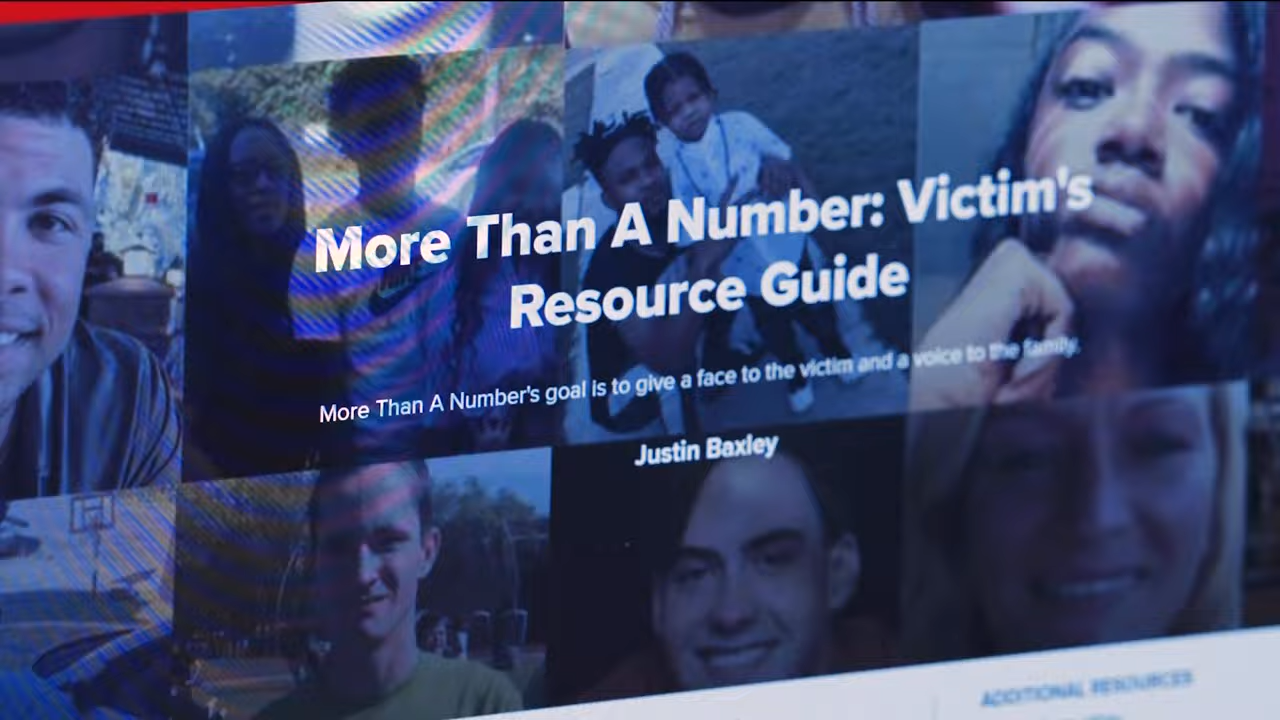 More Than A Number: Victim's
Resource Guide
More Than A Number's goal is to give a face to the victim and a voice to the family.
Justin Baxley
ADDITIONAL RESOURCES